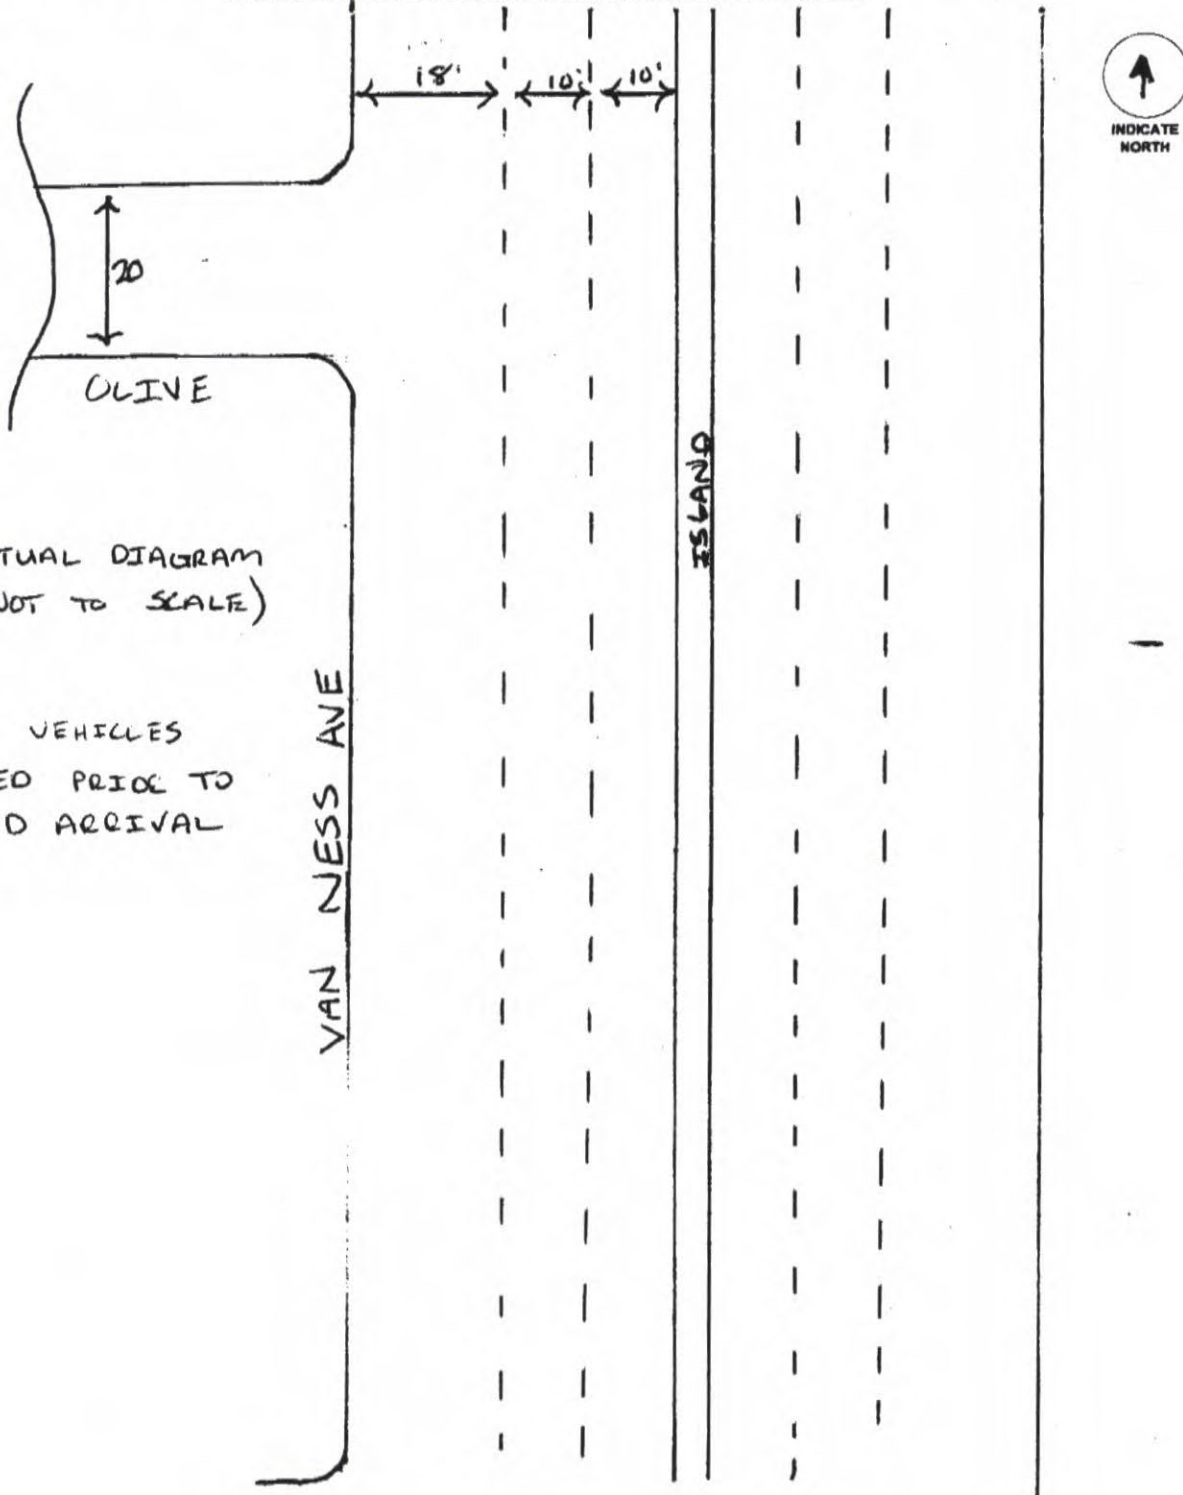 18'
10'
10'
INDICATE
NORTH
20
OLIVE
ISLAND
TUAL DIAGRAM
NOT TO SCALE)
VAN NESS AVE
VEHICLES
ED PRIOR TO
D ARRIVAL